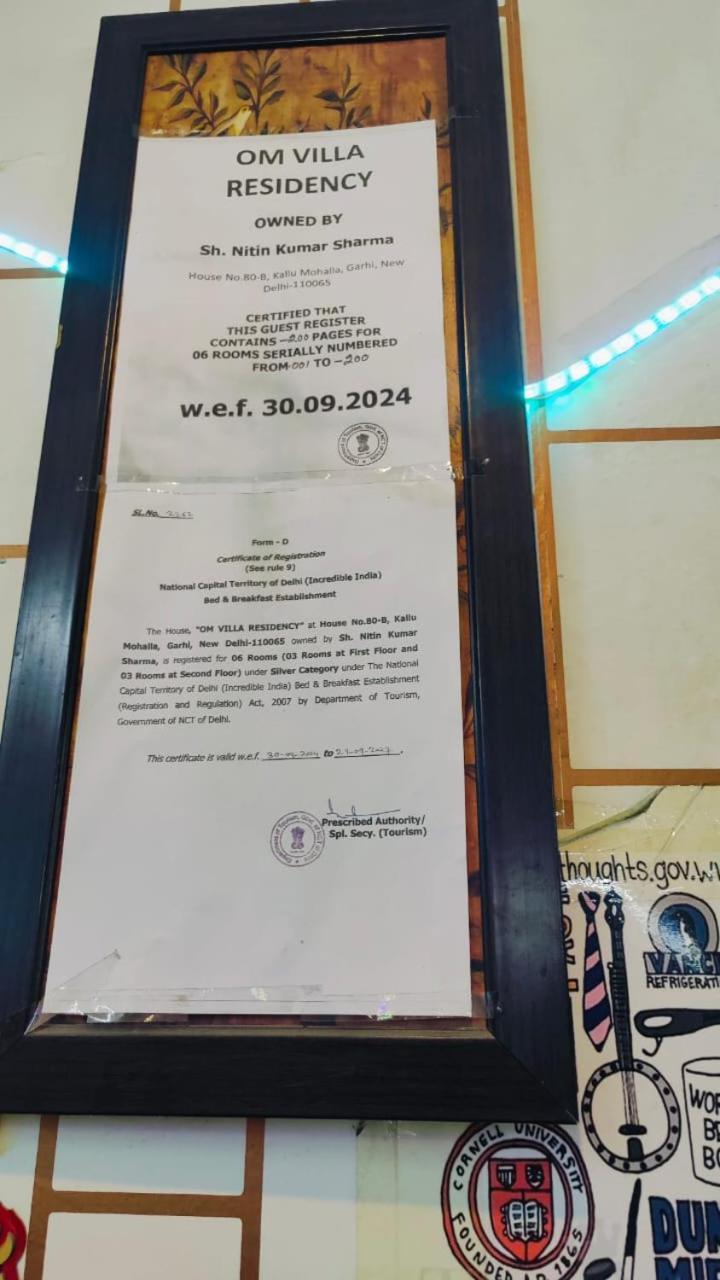 OM VILLA
RESIDENCY
OWNED BY
Sh. Nitin Kumar Sharma
House No.80-B, Kallu Mohalla, Garhi, New
Delhi-110065
CERTIFIED THAT
THIS GUEST REGISTER
CONTAINS -200 PAGES FOR
06 ROOMS SERIALLY NUMBERED
FROM 001 TO -200
w.e.f. 30.09.2024
SL.No.
Form - D
Certificate of Registration
(See rule 9)
National Capital Territory of Delhi (Incredible India)
Bed & Breakfast Establishment
The House, "OM VILLA RESIDENCY" at House No.80-B, Kallu
Mohalla, Garhi, New Delhi-110065 owned by Sh. Nitin Kumar
Sharma, is registered for 06 Rooms (03 Rooms at First Floor and
03 Rooms at Second Floor) under Silver Category under The National
Capital Territory of Delhi (Incredible India) Bed & Breakfast Establishment
(Registration and Regulation) Act, 2007 by Department of Tourism,
Government of NCT of Delhi.
This certificate is valid w.e.f. 30-09-2024 to
Prescribed Authority/
Spl. Secy. (Tourism)
thoughts.gov.w
REFRIGERATI
CORNELL UNIVERSITY
FOUNDED A.D. 1865